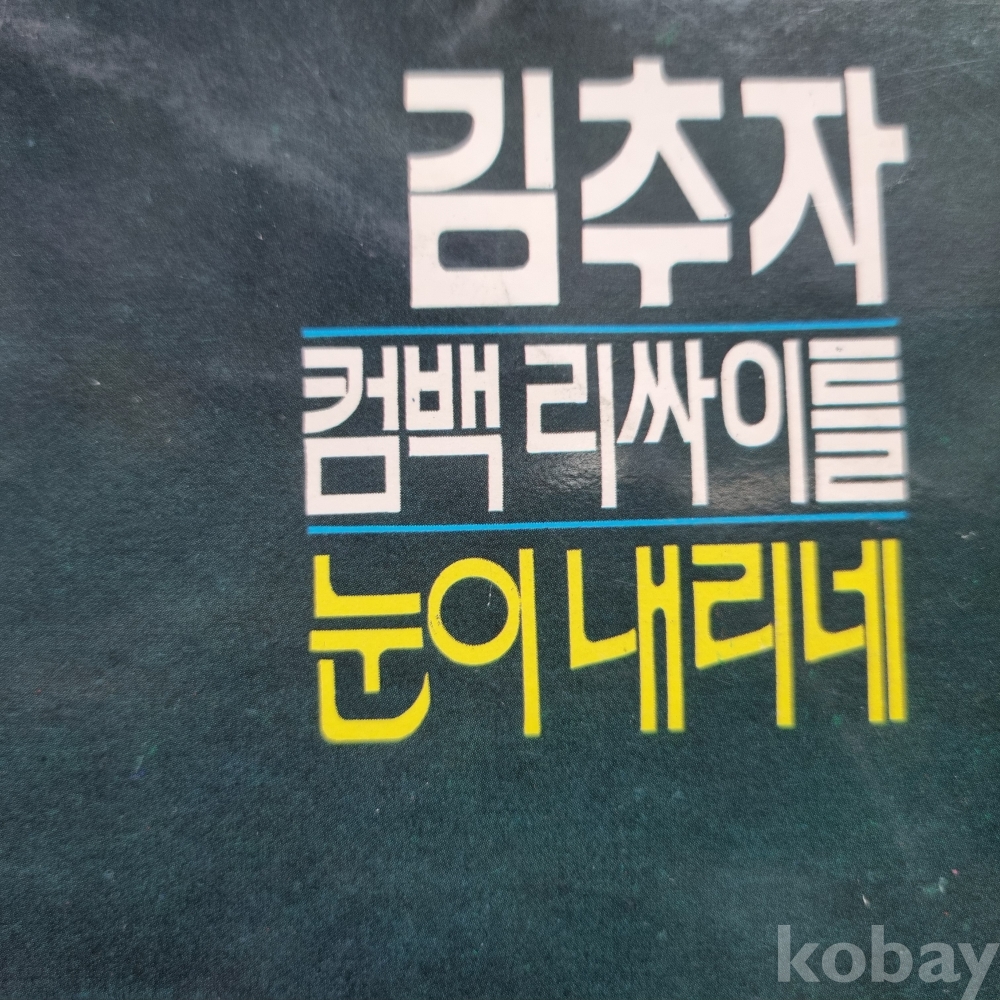 김추자
컴백 리싸이틀
눈이 내리네
kobay